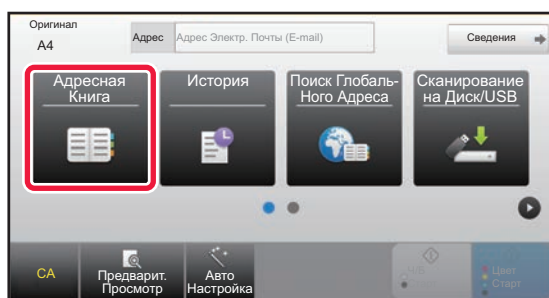 Оригинал
A4
Адрес
Адрес Электр. Почты (E-mail)
Сведения
Адресная
Книга
История
Поиск Глобаль-
Ного Адреса
Сканирование
на Диск/USB
CA
Предварит.
Просмотр
Авто
Настройка
Ч/Б
Старт
Цвет
Старт